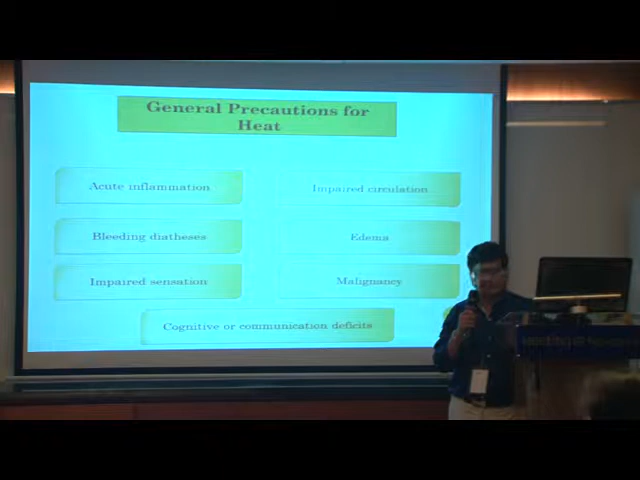 General Precautions for
Heat
Acute inflammation
Impaired circulation
Bleeding diatheses
Edema
Impaired sensation
Malignancy
Cognitive or communication deficits